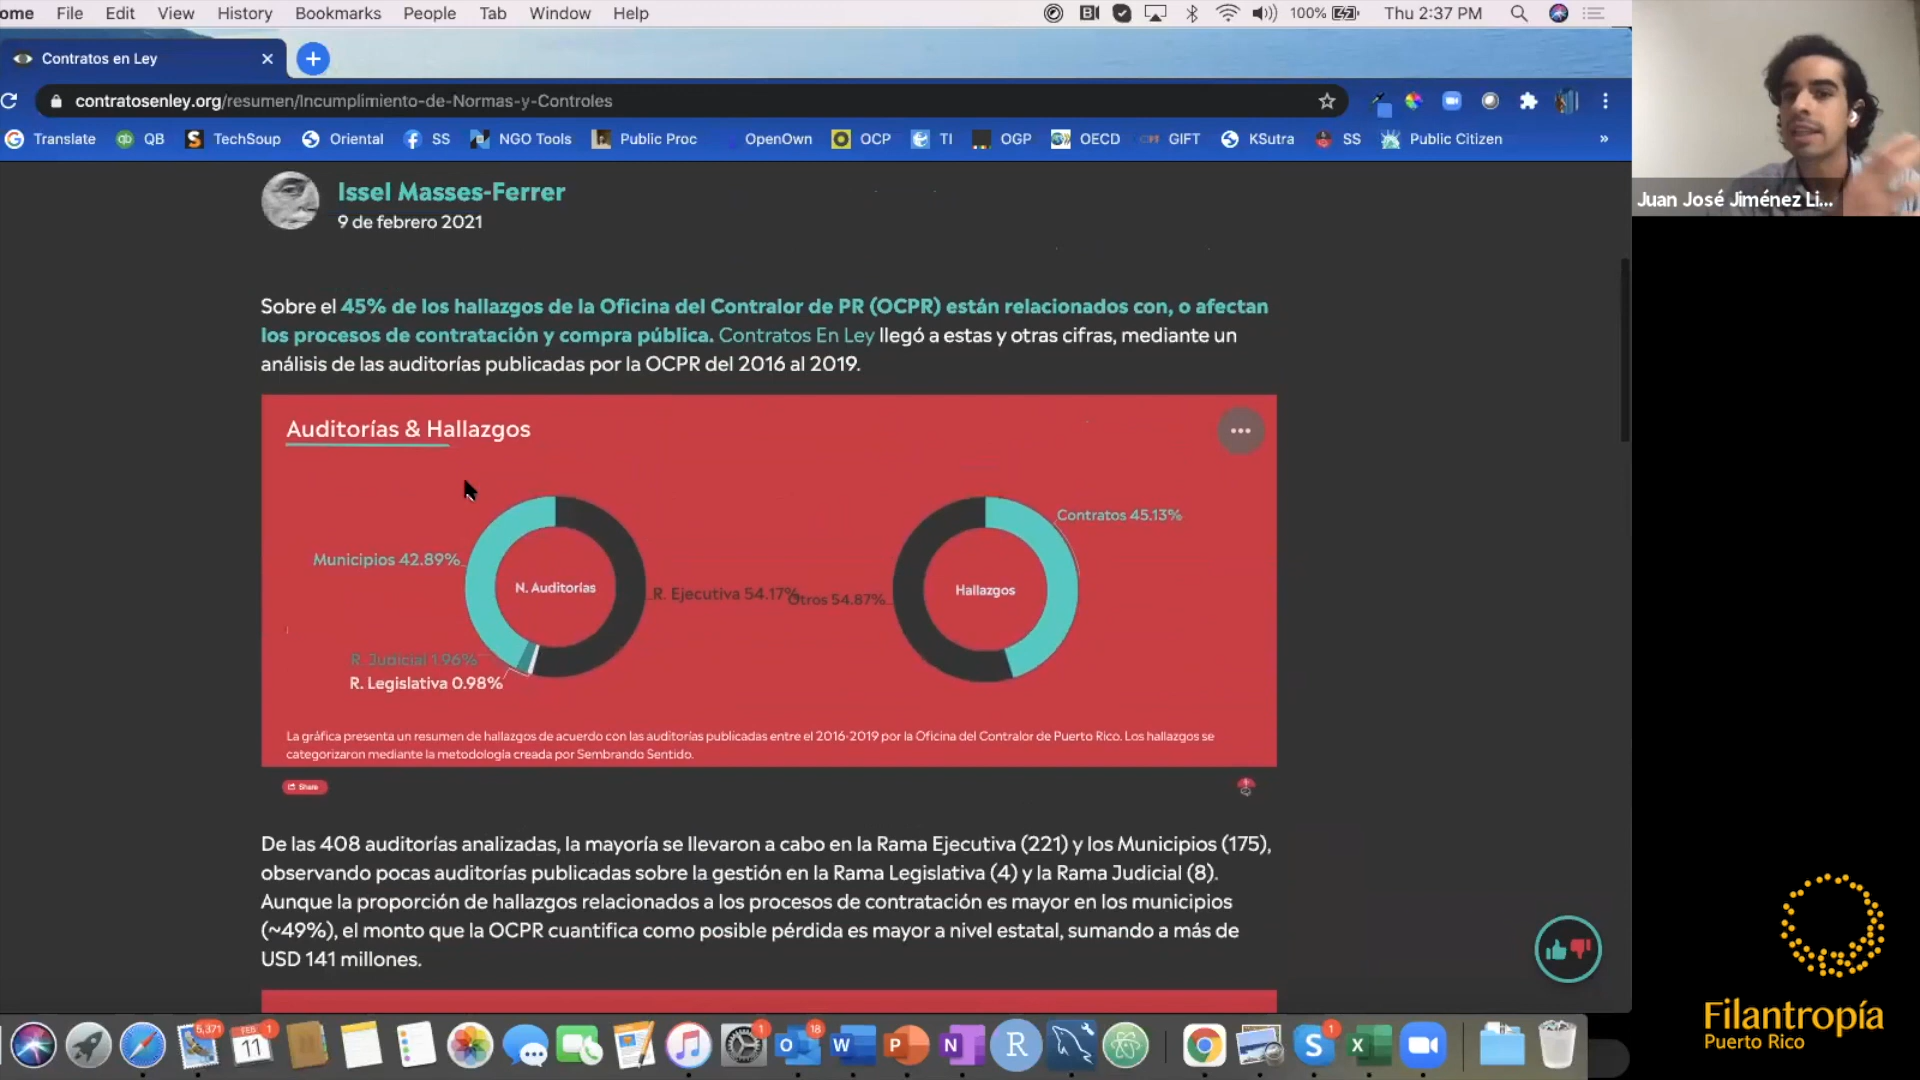 ome File Edit View History Bookmarks People Tab Window Help 100% Thu 2:37 PM
Contratos en Ley
contratosenley.org/resumen/Incumplimiento-de-Normas-y-Controles
Translate QB TechSoup Oriental SS NGO Tools Public Proc OpenOwn OCP TI OGP OECD GIFT KSutra SS Public Citizen »
Juan José Jiménez Li...
Issel Masses-Ferrer
9 de febrero 2021
Sobre el 45% de los hallazgos de la Oficina del Contralor de PR (OCPR) están relacionados con, o afectan
los procesos de contratación y compra pública. Contratos En Ley llegó a estas y otras cifras, mediante un
análisis de las auditorías publicadas por la OCPR del 2016 al 2019.
Auditorías & Hallazgos
Municipios 42.89%
N. Auditorías
R. Ejecutiva 54.17%
R. Judicial 1.96%
R. Legislativa 0.98%
Contratos 45.13%
Otros 54.87%
Hallazgos
La gráfica presenta un resumen de hallazgos de acuerdo con las auditorías publicadas entre el 2016-2019 por la Oficina del Contralor de Puerto Rico. Los hallazgos se
categorizaron mediante la metodología creada por Sembrando Sentido.
Share
De las 408 auditorías analizadas, la mayoría se llevaron a cabo en la Rama Ejecutiva (221) y los Municipios (175),
observando pocas auditorías publicadas sobre la gestión en la Rama Legislativa (4) y la Rama Judicial (8).
Aunque la proporción de hallazgos relacionados a los procesos de contratación es mayor en los municipios
(~49%), el monto que la OCPR cuantifica como posible pérdida es mayor a nivel estatal, sumando a más de
USD 141 millones.
5,371 FEB 11 1 1 18 W P N R S 1 X
Filantropía
Puerto Rico